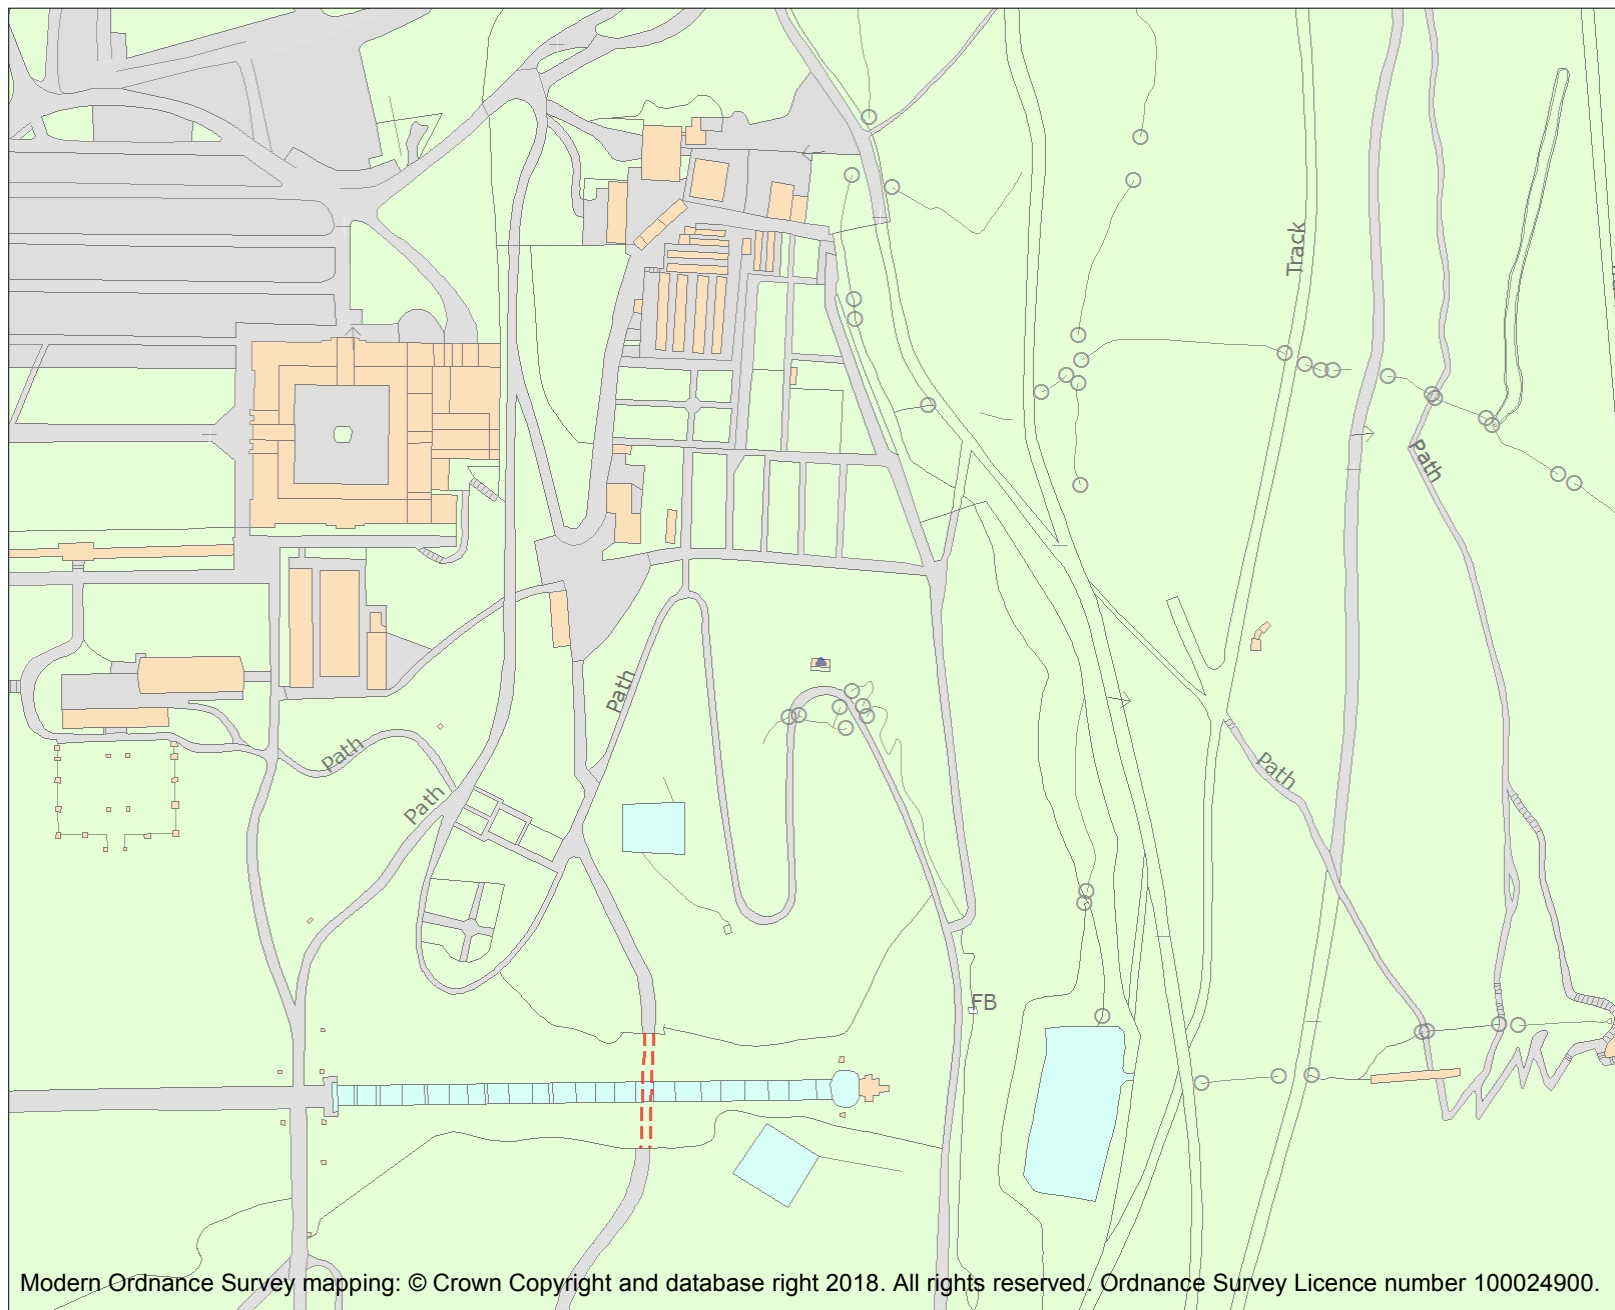 Track
Path
Path
Path
Path
Path
FB
Modern Ordnance Survey mapping: © Crown Copyright and database right 2018. All rights reserved. Ordnance Survey Licence number 100024900.